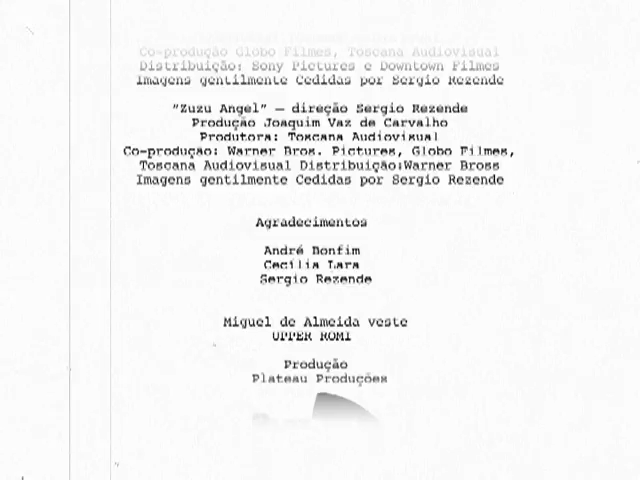 Co-produção Globo Filmes, Toscana Audiovisual
Distribuição: Sony Pictures e Downtown Filmes
Imagens gentilmente Cedidas por Sergio Rezende
"Zuzu Angel" – direção Sergio Rezende
Produção Joaquim Vaz de Carvalho
Produtora: Toscana Audiovisual
Co-produção: Warner Bros. Pictures, Globo Filmes,
Toscana Audiovisual Distribuição:Warner Bross
Imagens gentilmente Cedidas por Sergio Rezende
Agradecimentos
André Bonfim
Cecilia Lara
Sergio Rezende
Miguel de Almeida veste
UPPER ROMI
Produção
Plateau Produções